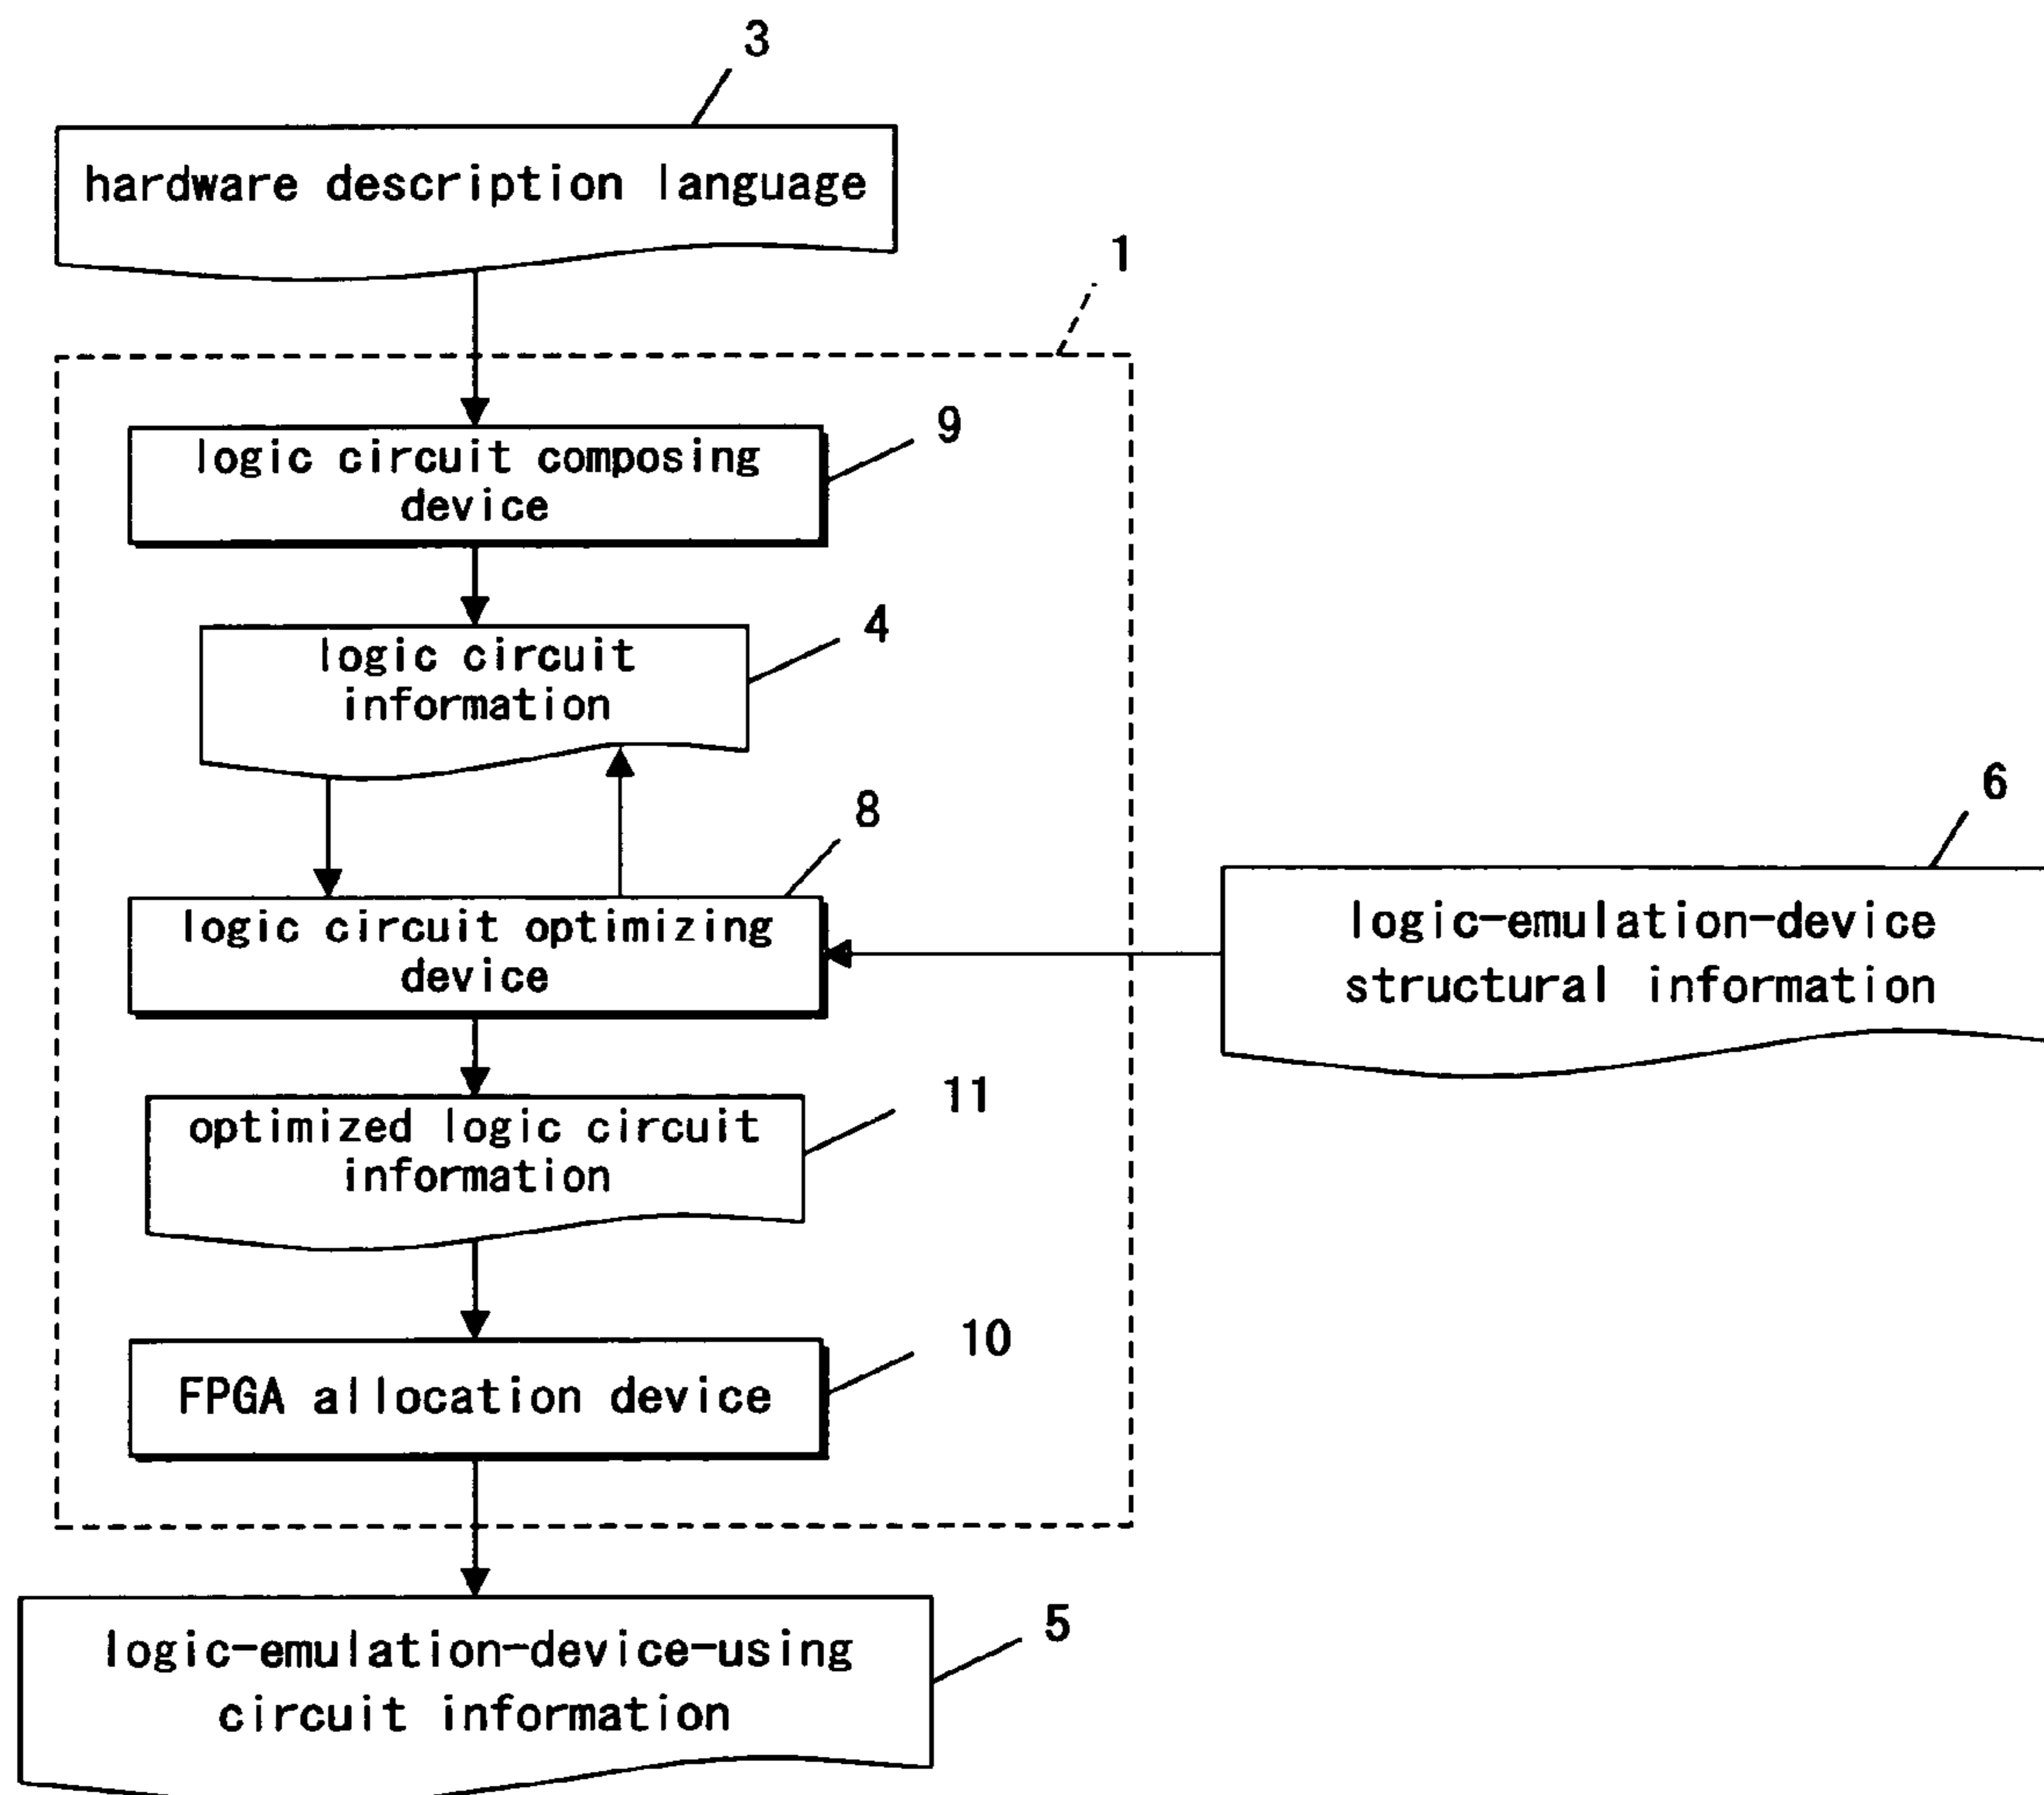 3
hardware description language
1
9
logic circuit composing
device
4
logic circuit
information
6
8
logic circuit optimizing
device
logic-emulation-device
structural information
11
optimized logic circuit
information
10
FPGA allocation device
5
logic-emulation-device-using
circuit information